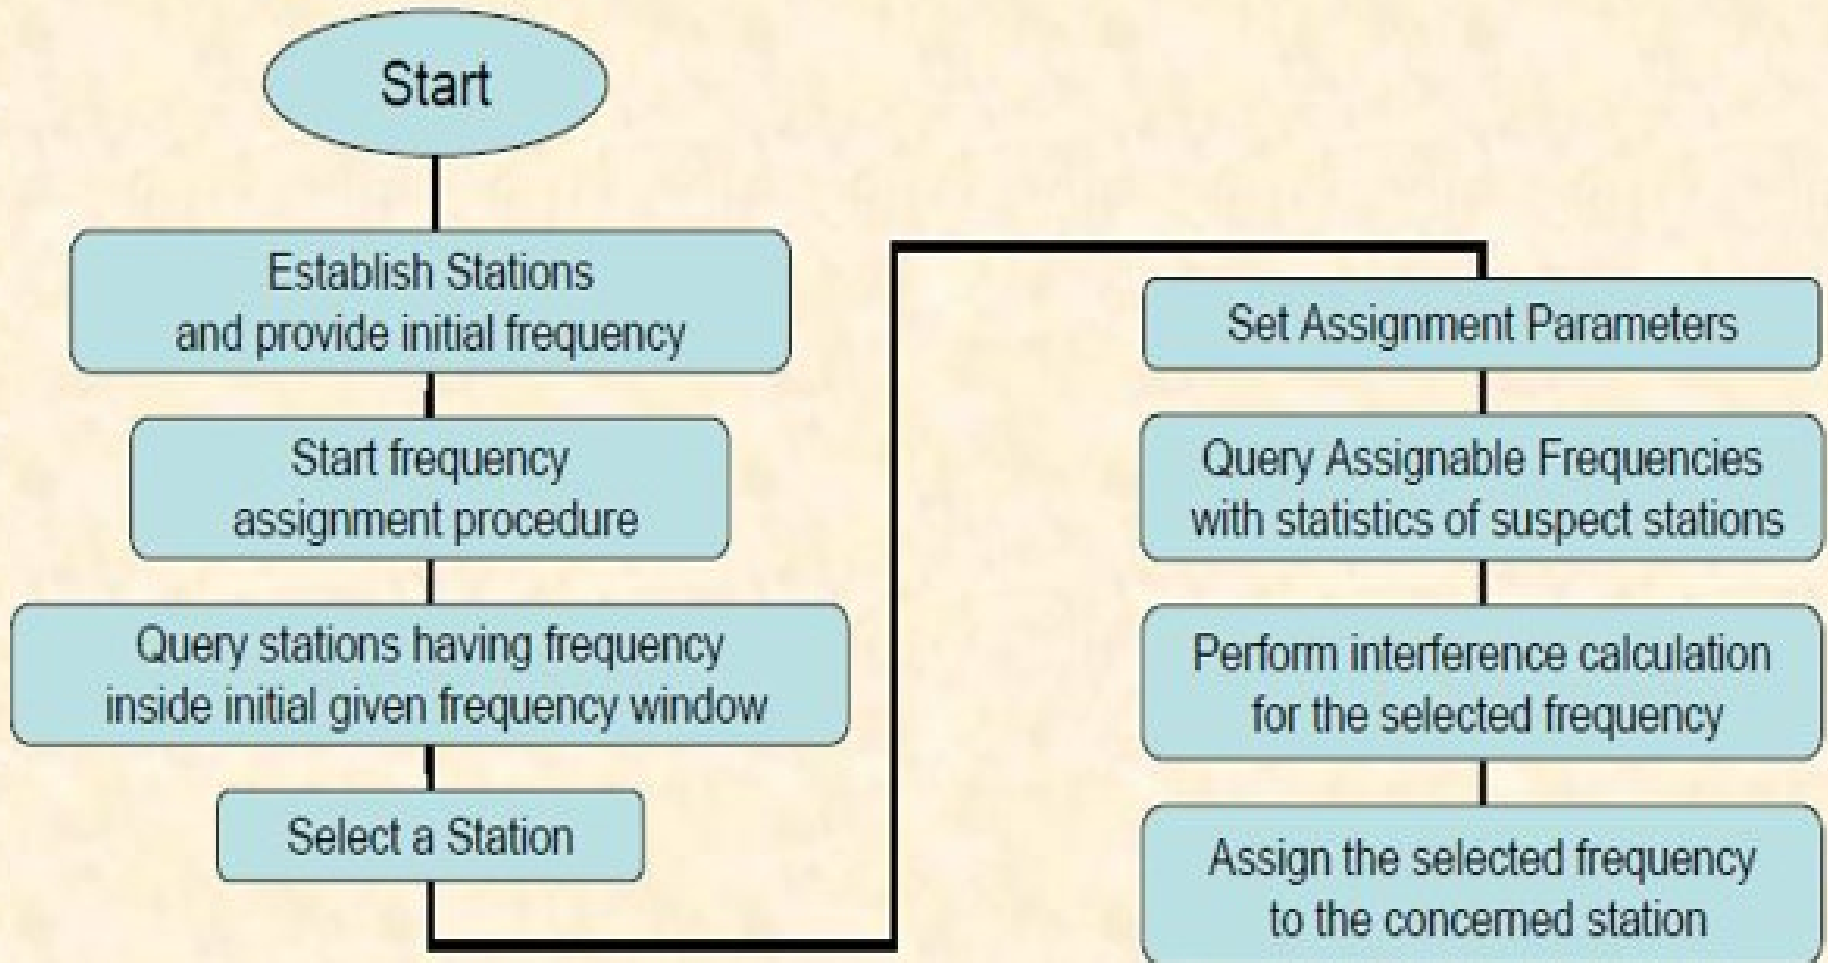 Start
Establish Stations
and provide initial frequency
Start frequency
assignment procedure
Query stations having frequency
inside initial given frequency window
Select a Station
Set Assignment Parameters
Query Assignable Frequencies
with statistics of suspect stations
Perform interference calculation
for the selected frequency
Assign the selected frequency
to the concerned station